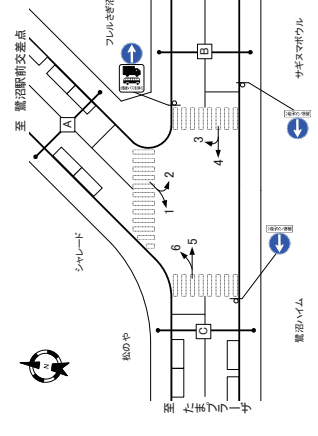 至 鷺沼駅前交差点
フレルさぎ沼
A
B
サギヌマボウル
シャレード
1
2
3
4
5
6
松のや
C
N
至 たまプラーザ
鷺沼ハイム